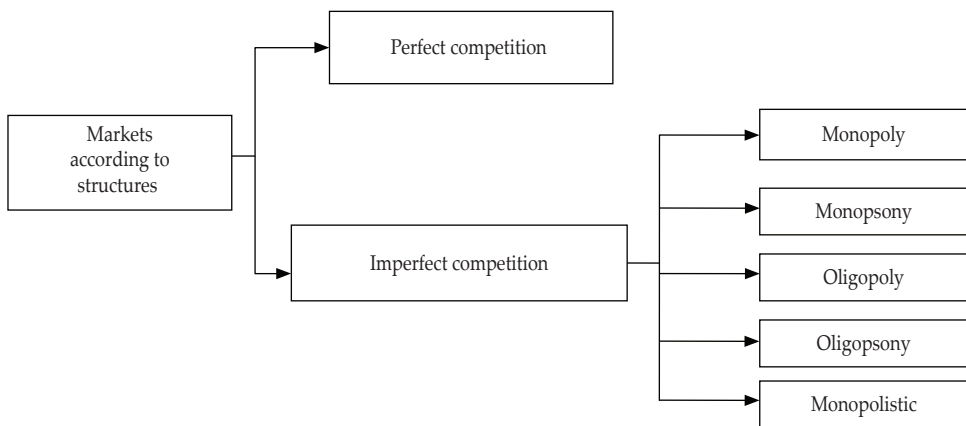 Perfect competition
Markets
according to
structures
Imperfect competition
Monopoly
Monopsony
Oligopoly
Oligopsony
Monopolistic